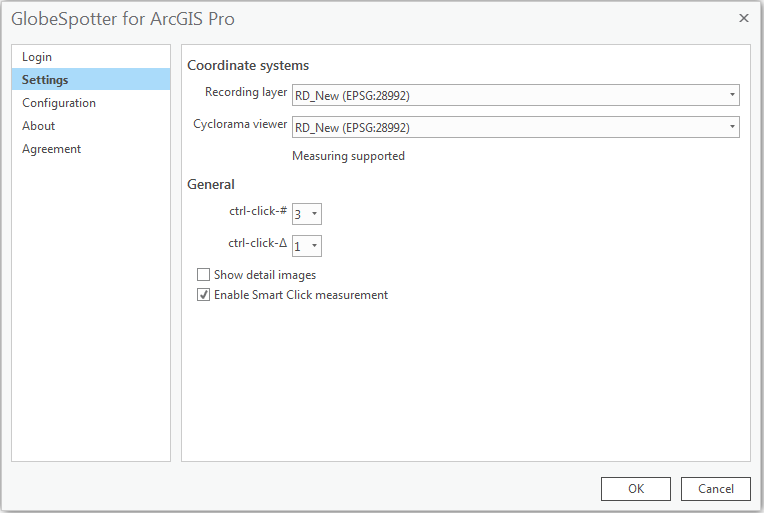 GlobeSpotter for ArcGIS Pro
Login
Settings
Configuration
About
Agreement
Coordinate systems
Recording layer RD_New (EPSG:28992)
Cyclorama viewer RD_New (EPSG:28992)
Measuring supported
General
ctrl-click-# 3
ctrl-click-Δ 1
Show detail images
Enable Smart Click measurement
OK Cancel